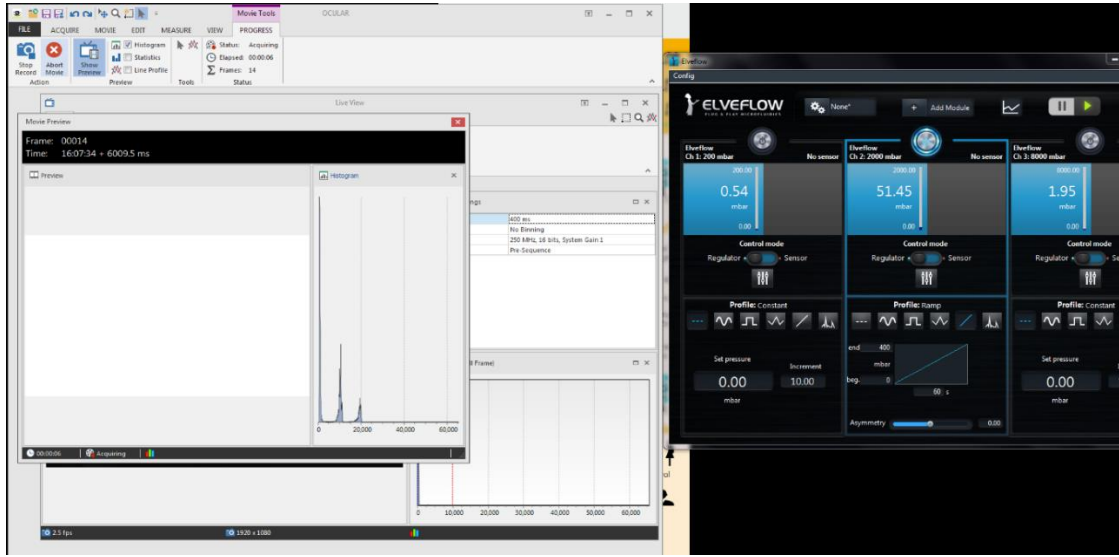 Movie Tools
OCULAR
FILE ACQUIRE MOVIE EDIT MEASURE VIEW PROGRESS
Stop Record
Abort Movie
Show Preview
Histogram
Statistics
Line Profile
Status: Acquiring
Elapsed: 00:00:06
Frames: 14
Action Preview Tools Status
Live View
Movie Preview
Frame: 00014
Time: 16:07:34 + 6009.5 ms
Preview
Histogram
0 20,000 40,000 60,000
00:00:06 Acquiring
ngs
400 ms
No Binning
250 MHz, 16 bits, System Gain 1
Pre-Sequence
ll Frame)
0 10,000 20,000 30,000 40,000 50,000 60,000
2.5 fps
1920 x 1080
Elveflow
Config
ELVEFLOW
PLUG & PLAY MICROFLUIDICS
None*
+ Add Module
Elveflow
Ch 1: 200 mbar
No sensor
200.00
0.54
mbar
0.00
Control mode
Regulator Sensor
Profile: Constant
Set pressure
0.00
mbar
Increment
10.00
Elveflow
Ch 2: 2000 mbar
No sensor
2000.00
51.45
mbar
0.00
Control mode
Regulator Sensor
Profile: Ramp
end 400
mbar
beg. 0
60 s
Asymmetry 0.00
Elveflow
Ch 3: 8000 mbar
No sen
8000.00
1.95
mbar
0.00
Control mode
Regulator Se
Profile: Constant
Set pressure
0.00
mbar